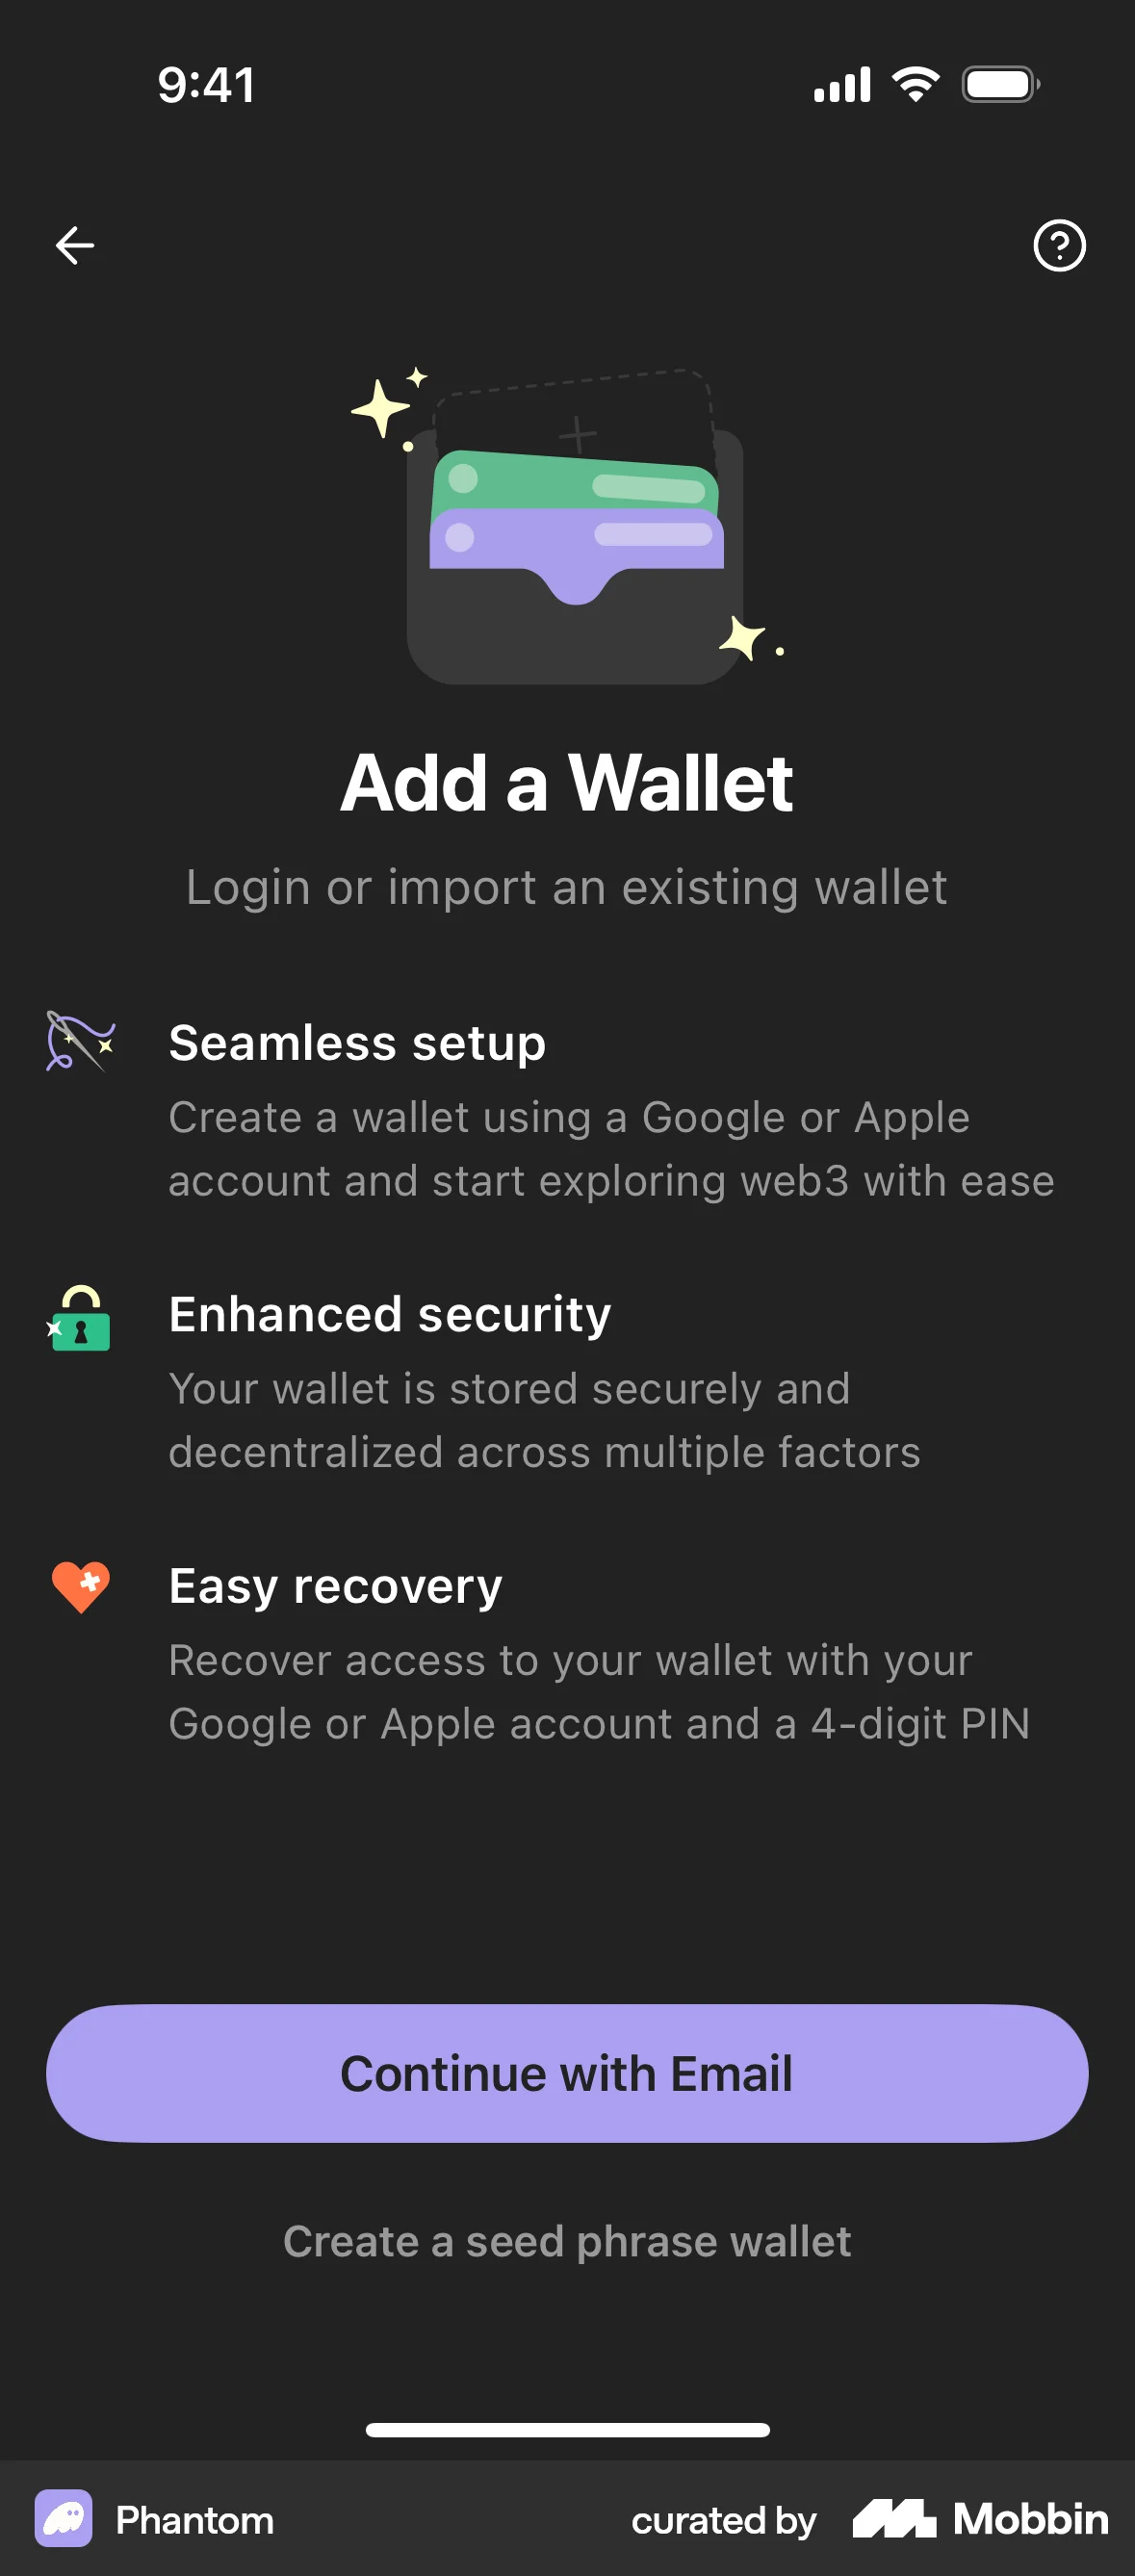 9:41
Add a Wallet
Login or import an existing wallet
Seamless setup
Create a wallet using a Google or Apple
account and start exploring web3 with ease
Enhanced security
Your wallet is stored securely and
decentralized across multiple factors
Easy recovery
Recover access to your wallet with your
Google or Apple account and a 4-digit PIN
Continue with Email
Create a seed phrase wallet
Phantom
curated by Mobbin